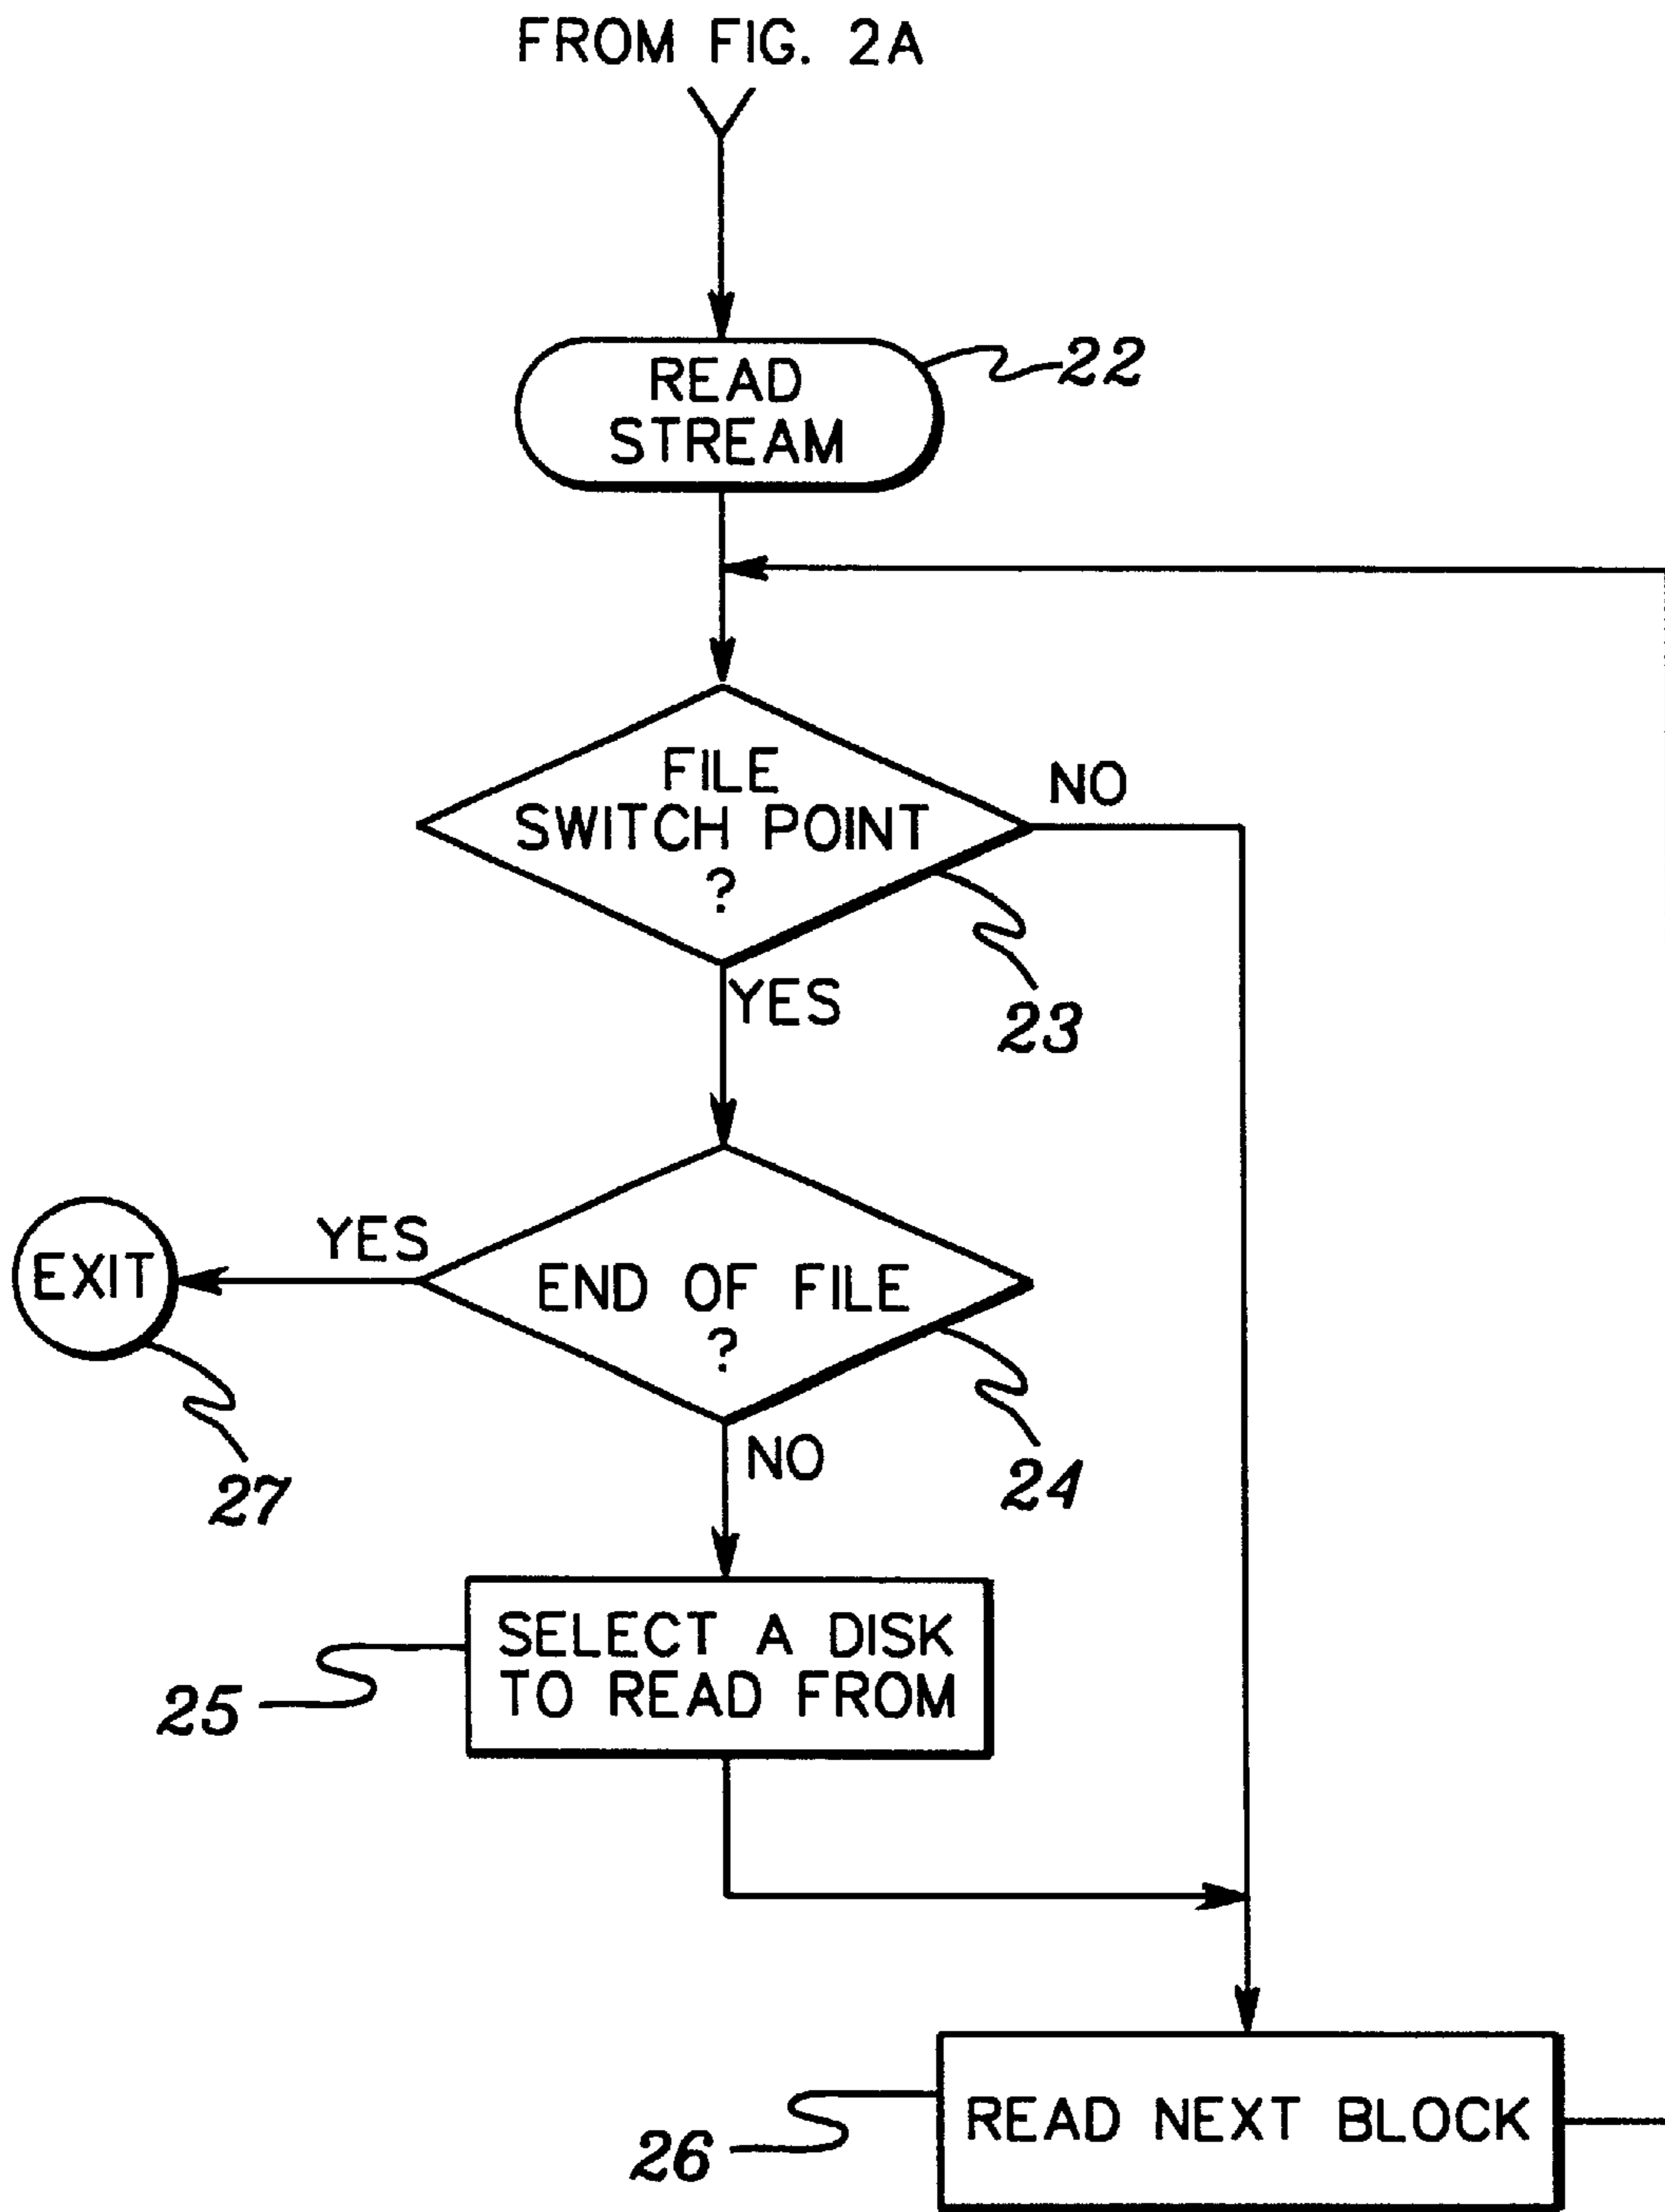 FROM FIG. 2A
READ
STREAM
22
FILE
SWITCH POINT
?
NO
YES
23
YES
EXIT
END OF FILE
?
27
NO
24
SELECT A DISK
TO READ FROM
25
READ NEXT BLOCK
26